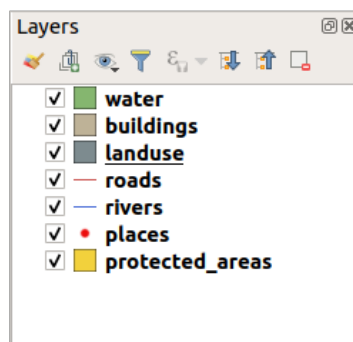 Layers
water
buildings
landuse
roads
rivers
places
protected_areas